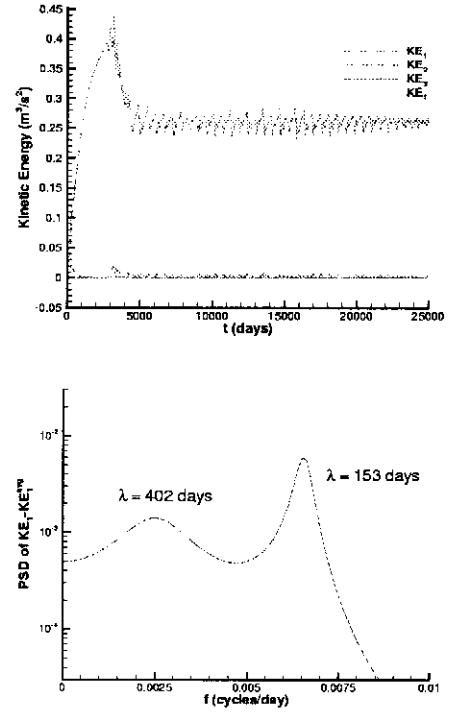 0.45
0.4
0.35
0.3
0.25
0.2
0.15
0.1
0.05
0
-0.05
Kinetic Energy (m³/s²)
KE₁
KE₂
KE₃
0
5000
10000
15000
20000
25000
t (days)
10⁻²
10⁻³
10⁻⁴
PSD of KE₁-KE₁
λ = 402 days
λ = 153 days
0
0.0025
0.005
0.0075
0.01
f (cycles/day)